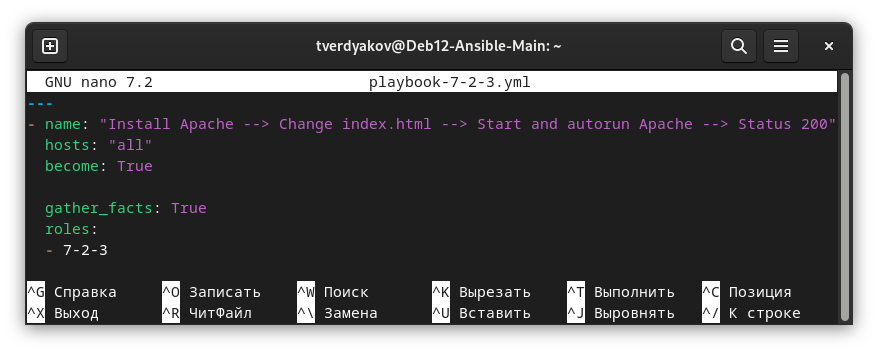 tverdyakov@Deb12-Ansible-Main: ~
GNU nano 7.2 playbook-7-2-3.yml
---
- name: "Install Apache --> Change index.html --> Start and autorun Apache --> Status 200"
hosts: "all"
become: True
gather_facts: True
roles:
- 7-2-3
^G Справка ^O Записать ^W Поиск ^K Вырезать ^T Выполнить ^C Позиция
^X Выход ^R ЧитФайл ^\ Замена ^U Вставить ^J Выровнять ^/ К строке